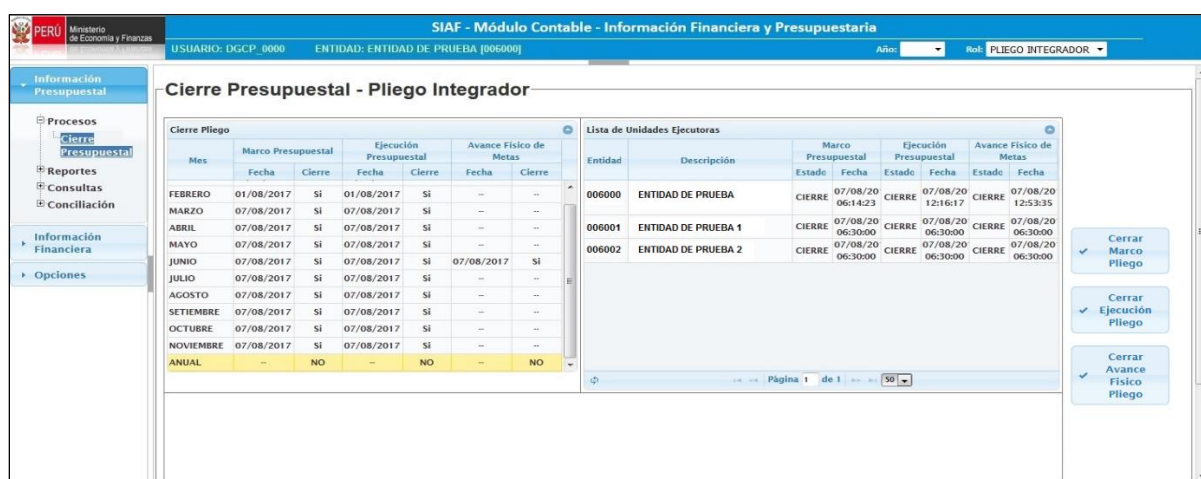 PERÚ Ministerio
de Economía y Finanzas
SIAF - Módulo Contable - Información Financiera y Presupuestaria
USUARIO: DGCP_0000 ENTIDAD: ENTIDAD DE PRUEBA [006000] Año: Rol: PLIEGO INTEGRADOR
Información
Presupuestal
Procesos
Cierre
Presupuestal
Reportes
Consultas
Conciliación
Información
Financiera
Opciones
Cierre Presupuestal - Pliego Integrador
Cierre Pliego
Mes Marco Presupuestal Ejecución Presupuestal Avance Físico de Metas
Fecha Cierre Fecha Cierre Fecha Cierre
FEBRERO 01/08/2017 Si 01/08/2017 Si -- --
MARZO 07/08/2017 Si 07/08/2017 Si -- --
ABRIL 07/08/2017 Si 07/08/2017 Si -- --
MAYO 07/08/2017 Si 07/08/2017 Si -- --
JUNIO 07/08/2017 Si 07/08/2017 Si 07/08/2017 Si
JULIO 07/08/2017 Si 07/08/2017 Si -- --
AGOSTO 07/08/2017 Si 07/08/2017 Si -- --
SETIEMBRE 07/08/2017 Si 07/08/2017 Si -- --
OCTUBRE 07/08/2017 Si 07/08/2017 Si -- --
NOVIEMBRE 07/08/2017 Si 07/08/2017 Si -- --
ANUAL -- NO -- NO -- NO
Lista de Unidades Ejecutoras
Entidad Descripción Marco Presupuestal Ejecución Presupuestal Avance Físico de Metas
Estado Fecha Estado Fecha Estado Fecha
006000 ENTIDAD DE PRUEBA CIERRE 07/08/20 06:14:23 CIERRE 07/08/20 12:16:17 CIERRE 07/08/20 12:53:35
006001 ENTIDAD DE PRUEBA 1 CIERRE 07/08/20 06:30:00 CIERRE 07/08/20 06:30:00 CIERRE 07/08/20 06:30:00
006002 ENTIDAD DE PRUEBA 2 CIERRE 07/08/20 06:30:00 CIERRE 07/08/20 06:30:00 CIERRE 07/08/20 06:30:00
Página 1 de 1 50
Cerrar
Marco
Pliego
Cerrar
Ejecución
Pliego
Cerrar
Avance
Físico
Pliego